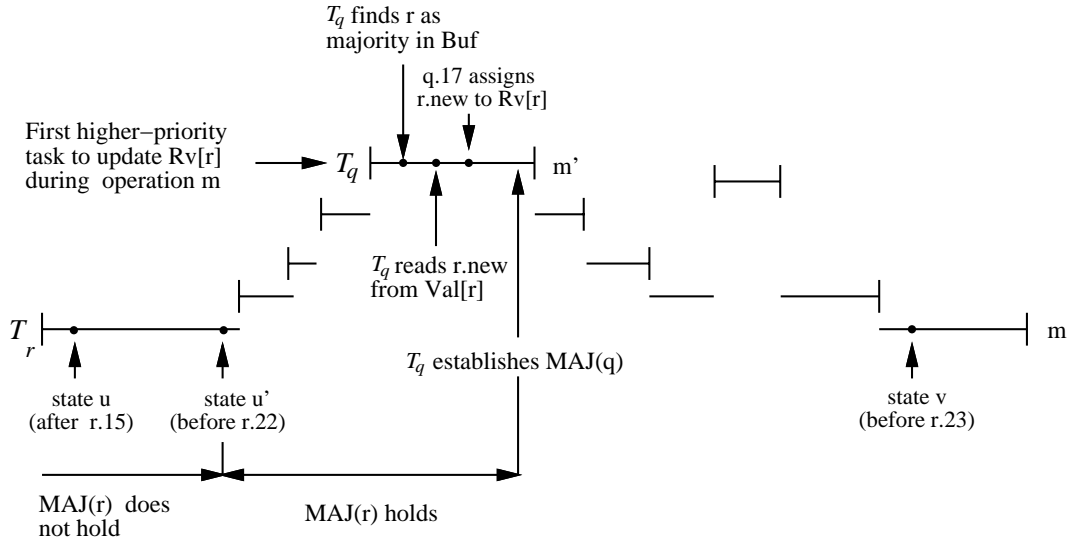 T_q finds r as
majority in Buf
q.17 assigns
r.new to Rv[r]
First higher−priority
task to update Rv[r]
during operation m
T_q
m'
T_q reads r.new
from Val[r]
T_r
m
T_q establishes MAJ(q)
state u
(after r.15)
state u'
(before r.22)
state v
(before r.23)
MAJ(r) does
not hold
MAJ(r) holds